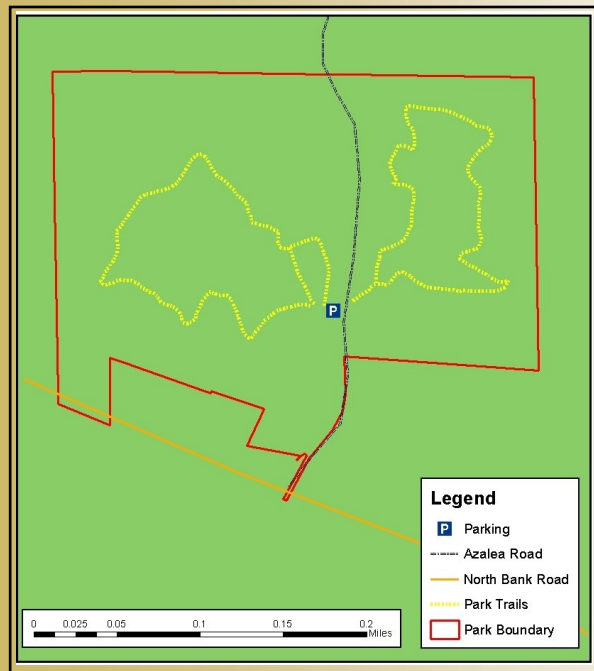 P
Legend
P Parking
Azalea Road
North Bank Road
Park Trails
Park Boundary
0 0.025 0.05 0.1 0.15 0.2
Miles